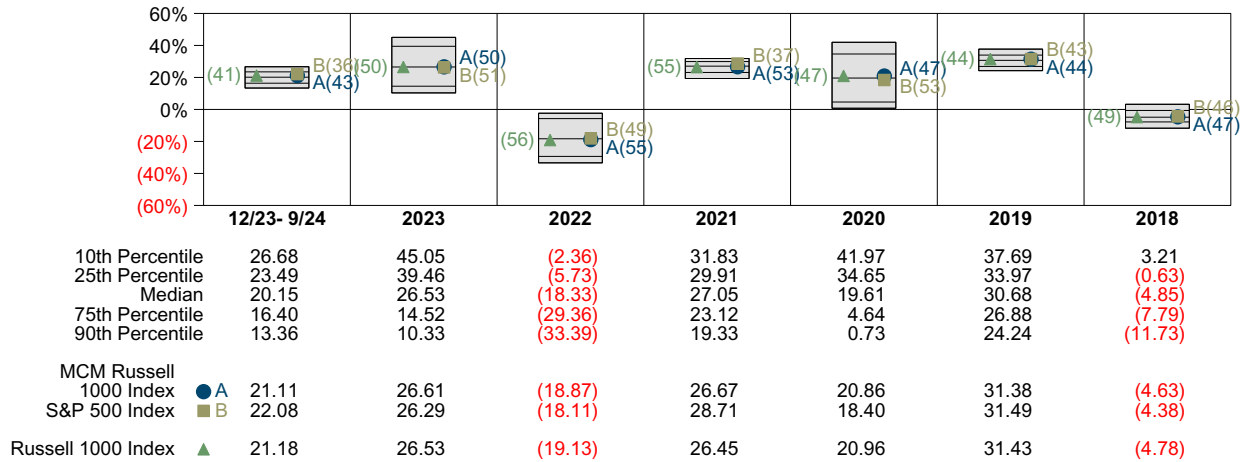 60%
40%
20%
0%
(20%)
(40%)
(60%)
(41) B(36) A(43)
(50) A(50) B(51)
(56) B(49) A(55)
(55) B(37) A(53)
(47) A(47) B(53)
(44) B(43) A(44)
(49) B(46) A(47)
12/23- 9/24 2023 2022 2021 2020 2019 2018
10th Percentile 26.68 45.05 (2.36) 31.83 41.97 37.69 3.21
25th Percentile 23.49 39.46 (5.73) 29.91 34.65 33.97 (0.63)
Median 20.15 26.53 (18.33) 27.05 19.61 30.68 (4.85)
75th Percentile 16.40 14.52 (29.36) 23.12 4.64 26.88 (7.79)
90th Percentile 13.36 10.33 (33.39) 19.33 0.73 24.24 (11.73)
MCM Russell
1000 Index A 21.11 26.61 (18.87) 26.67 20.86 31.38 (4.63)
S&P 500 Index B 22.08 26.29 (18.11) 28.71 18.40 31.49 (4.38)
Russell 1000 Index 21.18 26.53 (19.13) 26.45 20.96 31.43 (4.78)